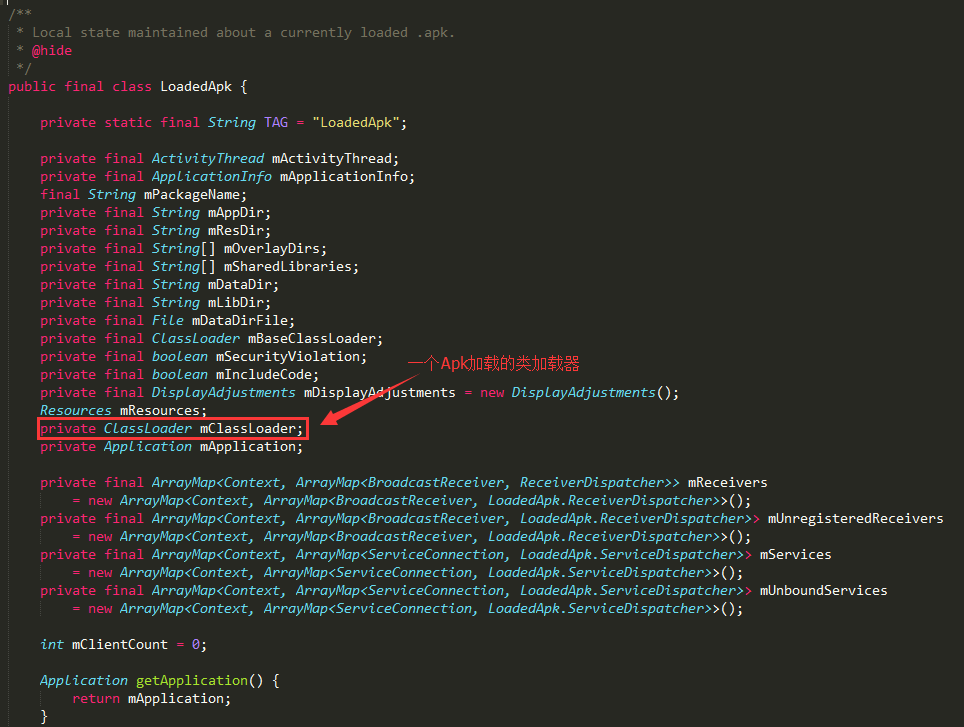 /**
 * Local state maintained about a currently loaded .apk.
 * @hide
 */
public final class LoadedApk {

    private static final String TAG = "LoadedApk";

    private final ActivityThread mActivityThread;
    private final ApplicationInfo mApplicationInfo;
    final String mPackageName;
    private final String mAppDir;
    private final String mResDir;
    private final String[] mOverlayDirs;
    private final String[] mSharedLibraries;
    private final String mDataDir;
    private final String mLibDir;
    private final File mDataDirFile;
    private final ClassLoader mBaseClassLoader;
    private final boolean mSecurityViolation;
    一个Apk加载的类加载器
    private final boolean mIncludeCode;
    private final DisplayAdjustments mDisplayAdjustments = new DisplayAdjustments();
    Resources mResources;
    private ClassLoader mClassLoader;
    private Application mApplication;

    private final ArrayMap<Context, ArrayMap<BroadcastReceiver, ReceiverDispatcher>> mReceivers
        = new ArrayMap<Context, ArrayMap<BroadcastReceiver, LoadedApk.ReceiverDispatcher>>();
    private final ArrayMap<Context, ArrayMap<BroadcastReceiver, LoadedApk.ReceiverDispatcher>> mUnregisteredReceivers
        = new ArrayMap<Context, ArrayMap<BroadcastReceiver, LoadedApk.ReceiverDispatcher>>();
    private final ArrayMap<Context, ArrayMap<ServiceConnection, LoadedApk.ServiceDispatcher>> mServices
        = new ArrayMap<Context, ArrayMap<ServiceConnection, LoadedApk.ServiceDispatcher>>();
    private final ArrayMap<Context, ArrayMap<ServiceConnection, LoadedApk.ServiceDispatcher>> mUnboundServices
        = new ArrayMap<Context, ArrayMap<ServiceConnection, LoadedApk.ServiceDispatcher>>();

    int mClientCount = 0;

    Application getApplication() {
        return mApplication;
    }